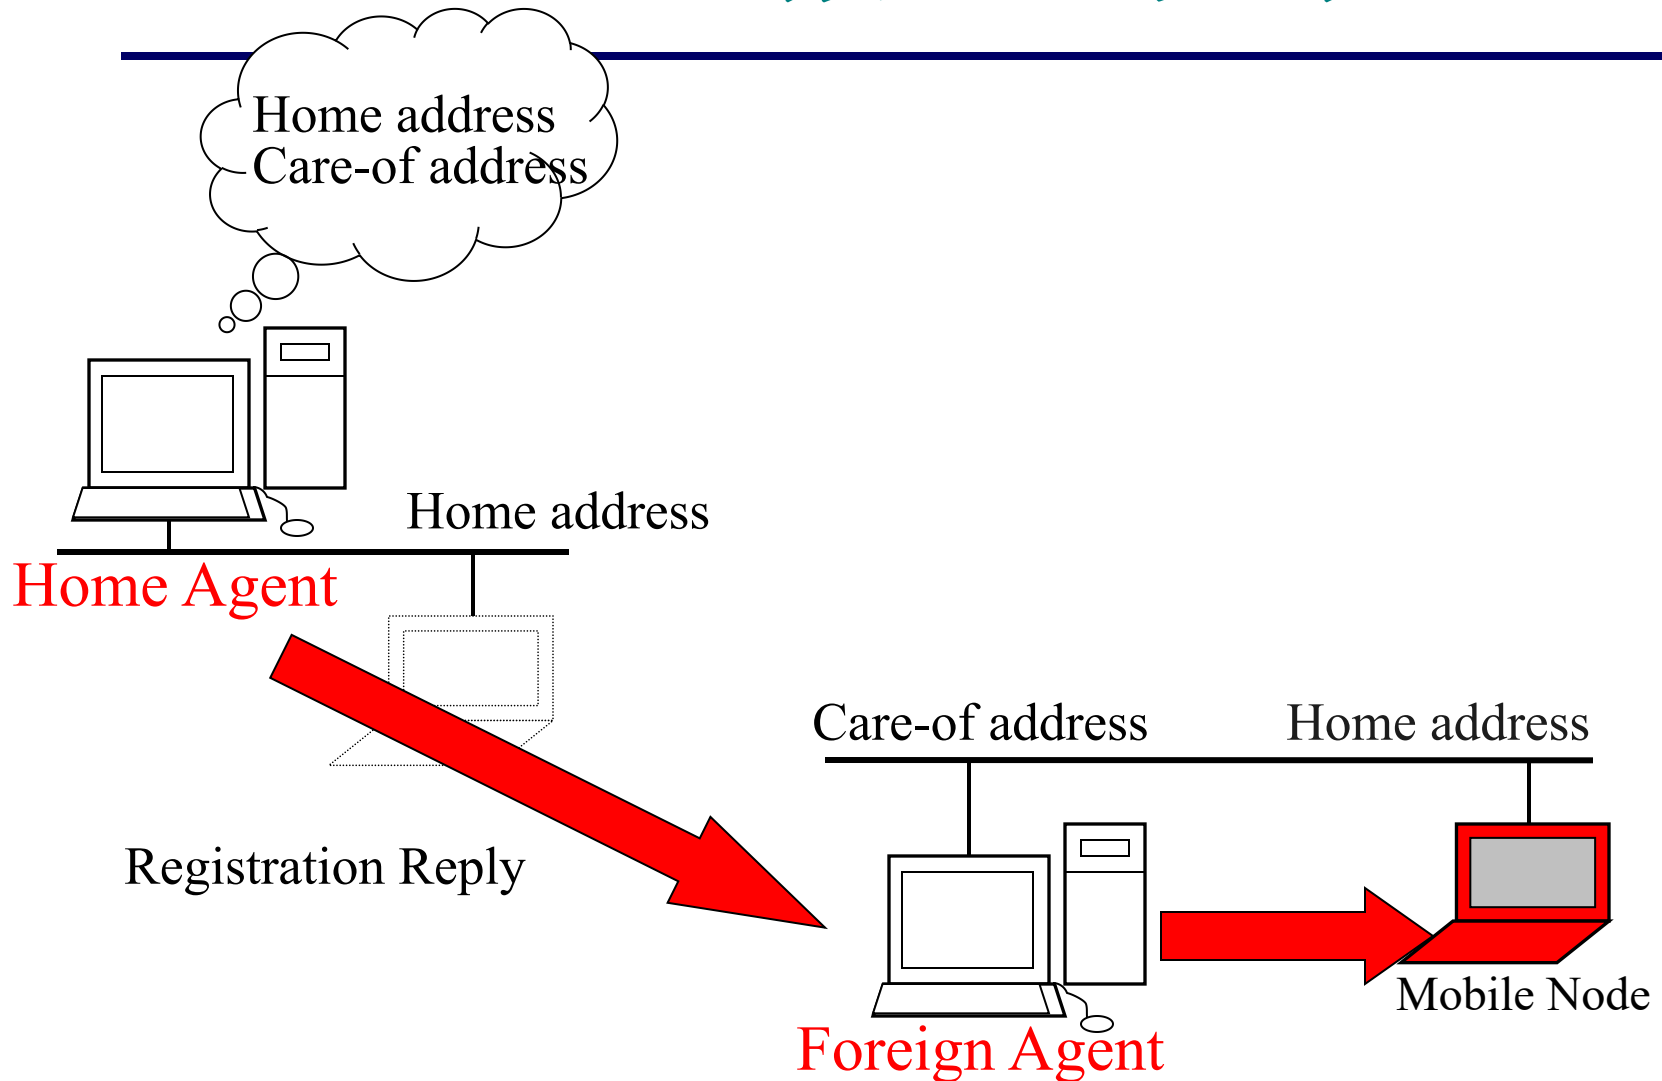 Home address
Care-of address
Home address
Home Agent
Care-of address
Home address
Registration Reply
Mobile Node
Foreign Agent